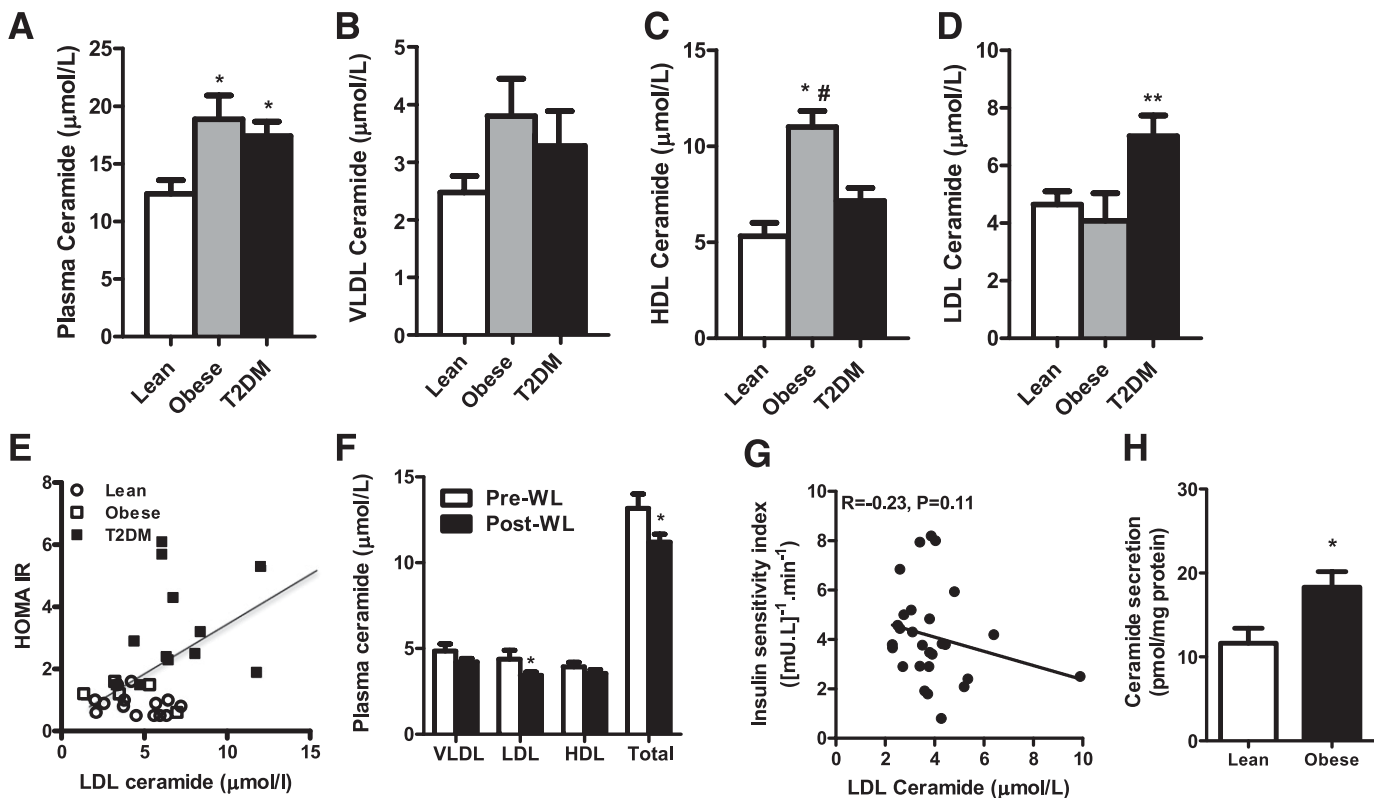 A
Plasma Ceramide (μmol/L)
25
20
15
10
5
0
*
*
Lean
Obese
T2DM
B
VLDL Ceramide (μmol/L)
5
4
3
2
1
0
Lean
Obese
T2DM
C
HDL Ceramide (μmol/L)
15
10
5
0
* #
Lean
Obese
T2DM
D
LDL Ceramide (μmol/L)
10
8
6
4
2
0
**
Lean
Obese
T2DM
E
HOMA IR
8
6
4
2
0
Lean
Obese
T2DM
0 5 10 15
LDL ceramide (μmol/l)
F
Plasma ceramide (μmol/L)
15
10
5
0
Pre-WL
Post-WL
*
*
VLDL LDL HDL Total
G
Insulin sensitivity index
([mU.L]⁻¹.min⁻¹)
10
8
6
4
2
0
R=-0.23, P=0.11
0 2 4 6 8 10
LDL Ceramide (μmol/L)
H
Ceramide secretion
(pmol/mg protein)
30
20
10
0
*
Lean Obese